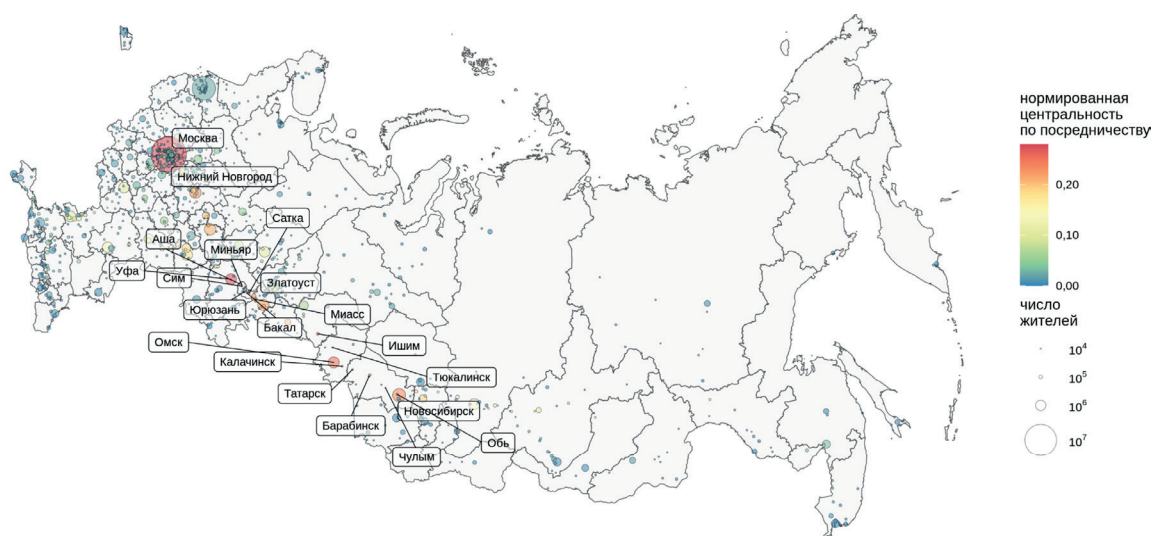 Москва
Нижний Новгород
Сатка
Аша
Миньяр
Уфа
Сим
Златоуст
Юрюзань
Миасс
Бакал
Омск
Ишим
Калачинск
Тюкалинск
Татарск
Новосибирск
Барабинск
Обь
Чулым
нормированная
центральность
по посредничеству
0,20
0,10
0,00
число
жителей
10⁴
10⁵
10⁶
10⁷